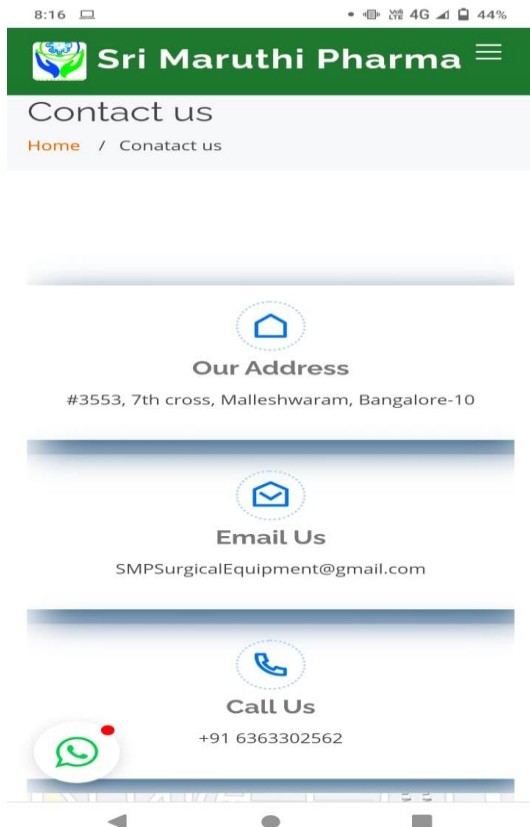 8:16 4G 44%
Sri Maruthi Pharma
Contact us
Home / Conatact us
Our Address
#3553, 7th cross, Malleshwaram, Bangalore-10
Email Us
SMPSurgicalEquipment@gmail.com
Call Us
+91 6363302562